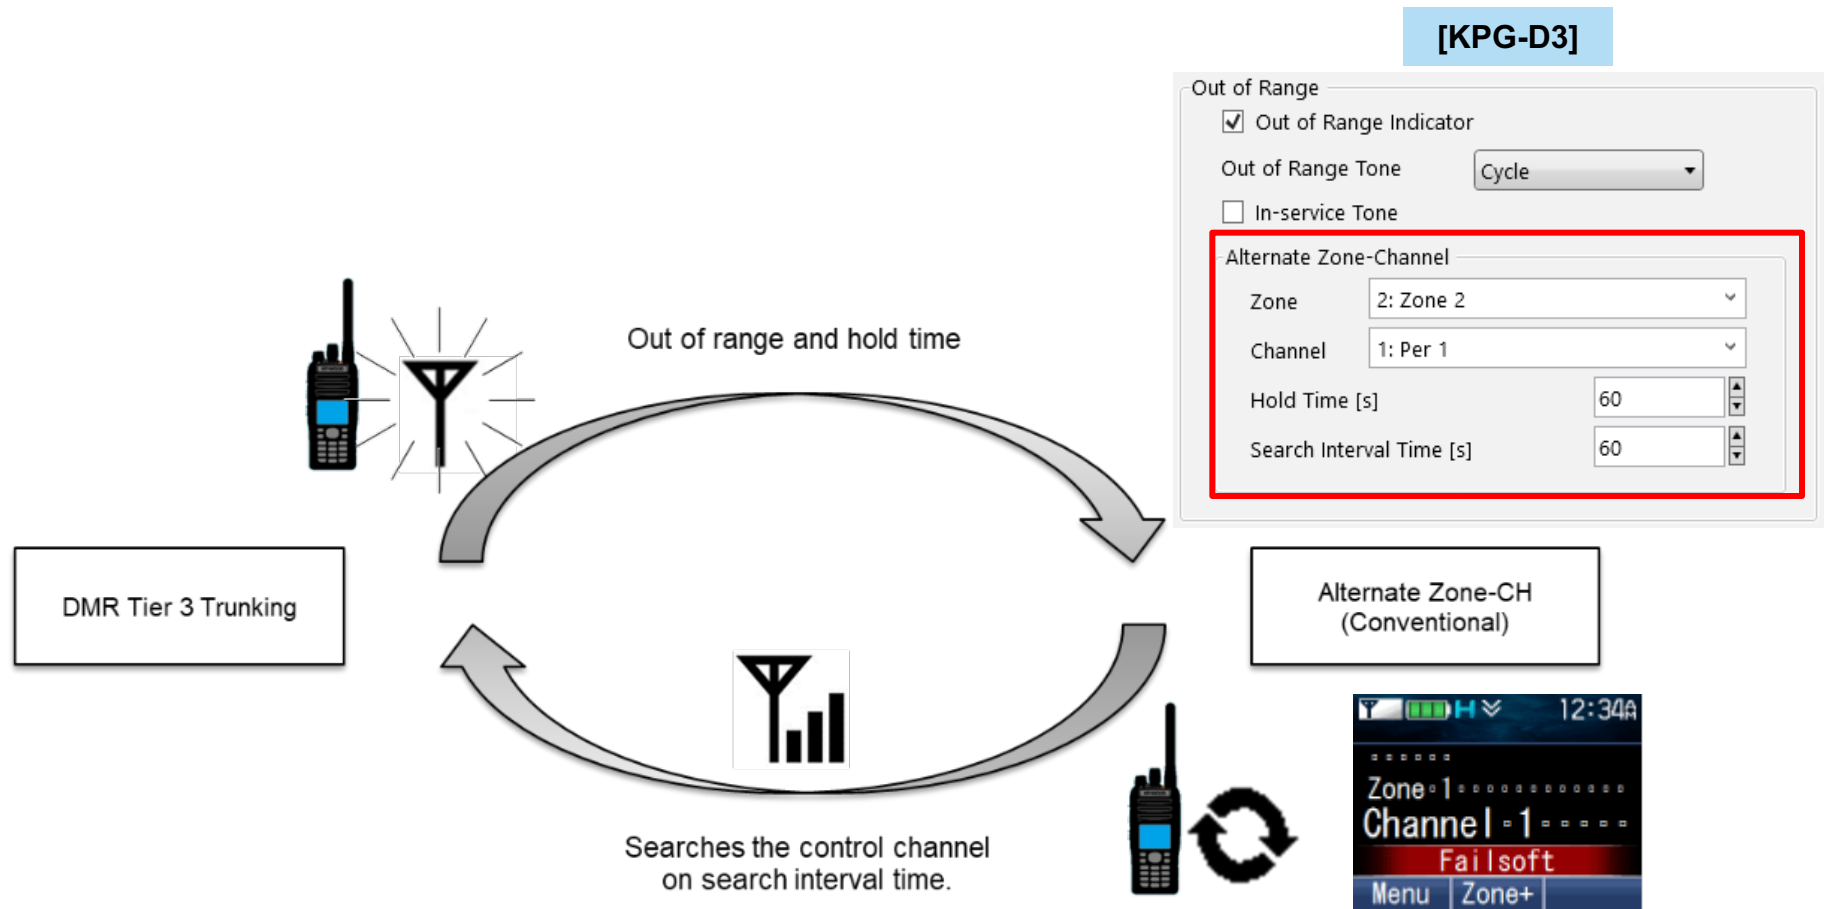 [KPG-D3]
Out of Range
Out of Range Indicator
Out of Range Tone
Cycle
In-service Tone
Alternate Zone-Channel
Zone
2: Zone 2
Channel
1: Per 1
Hold Time [s]
60
Search Interval Time [s]
60
Out of range and hold time
DMR Tier 3 Trunking
Alternate Zone-CH
(Conventional)
Searches the control channel
on search interval time.
H 12:34A
Zone 1
Channel 1
Failsoft
Menu Zone+